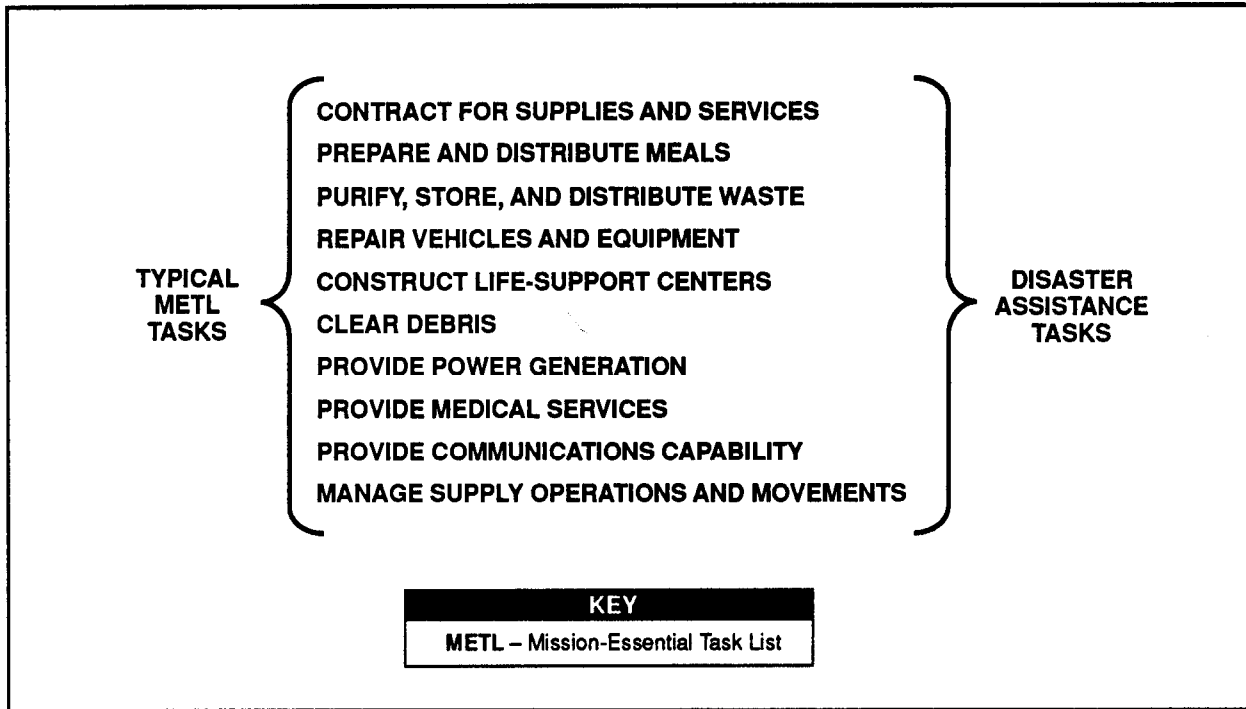 CONTRACT FOR SUPPLIES AND SERVICES
PREPARE AND DISTRIBUTE MEALS
PURIFY, STORE, AND DISTRIBUTE WASTE
REPAIR VEHICLES AND EQUIPMENT
CONSTRUCT LIFE-SUPPORT CENTERS
CLEAR DEBRIS
PROVIDE POWER GENERATION
PROVIDE MEDICAL SERVICES
PROVIDE COMMUNICATIONS CAPABILITY
MANAGE SUPPLY OPERATIONS AND MOVEMENTS
TYPICAL
METL
TASKS
DISASTER
ASSISTANCE
TASKS
KEY
METL – Mission-Essential Task List